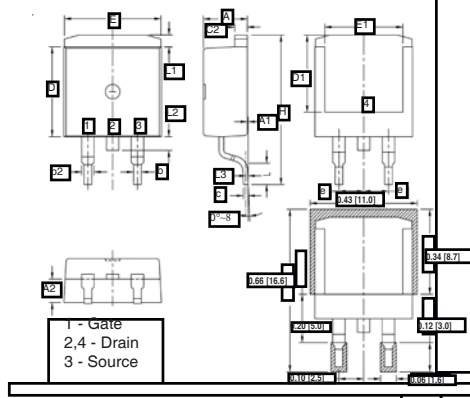 E
A
C2
E1
L1
D
D1
H
4
L2
A1
1 2 3
b2
b
L3
c
e e
0°~8
0.43 [11.0]
0.66 [16.6]
0.34 [8.7]
A2
0.20 [5.0]
0.12 [3.0]
1 - Gate
2,4 - Drain
3 - Source
0.10 [2.5]
0.06 [1.6]